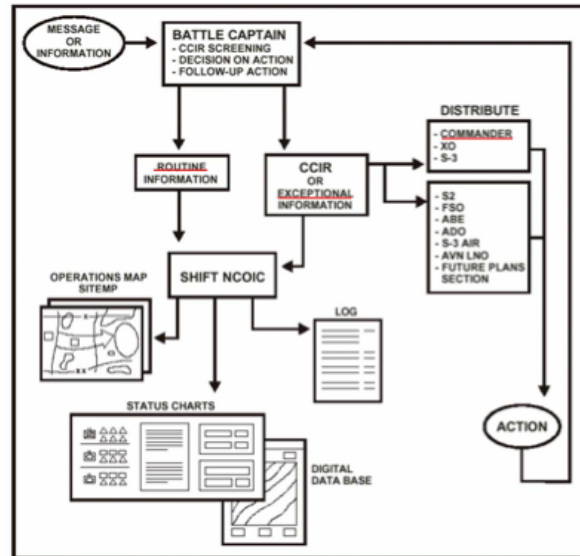 MESSAGE
OR
INFORMATION
BATTLE CAPTAIN
- CCIR SCREENING
- DECISION ON ACTION
- FOLLOW-UP ACTION
DISTRIBUTE
- COMMANDER
- XO
- S-3
ROUTINE
INFORMATION
CCIR
OR
EXCEPTIONAL
INFORMATION
- S2
- FSO
- ABE
- ADO
- S-3 AIR
- AVN LNO
- FUTURE PLANS
SECTION
OPERATIONS MAP
SITEMP
SHIFT NCOIC
LOG
STATUS CHARTS
ACTION
DIGITAL
DATA BASE